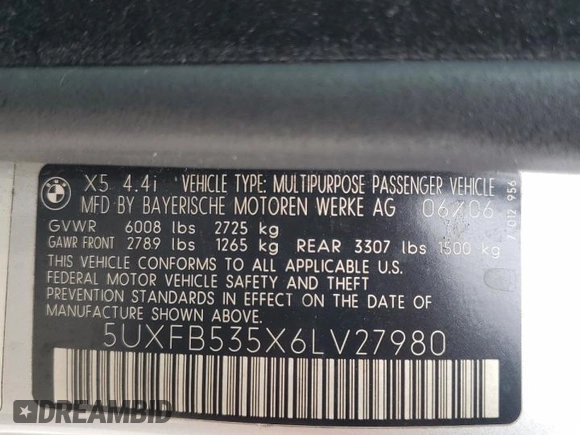 X5 4.4i VEHICLE TYPE: MULTIPURPOSE PASSENGER VEHICLE
MFD BY BAYERISCHE MOTOREN WERKE AG 06/06
GVWR 6008 lbs 2725 kg
GAWR FRONT 2789 lbs 1265 kg REAR 3307 lbs 1500 kg
THIS VEHICLE CONFORMS TO ALL APPLICABLE U.S.
FEDERAL MOTOR VEHICLE SAFETY AND THEFT PREVENTION
STANDARDS IN EFFECT ON THE DATE OF
MANUFACTURE SHOWN ABOVE.
5UXFB535X6LV27980
7 012 956
DREAMBID